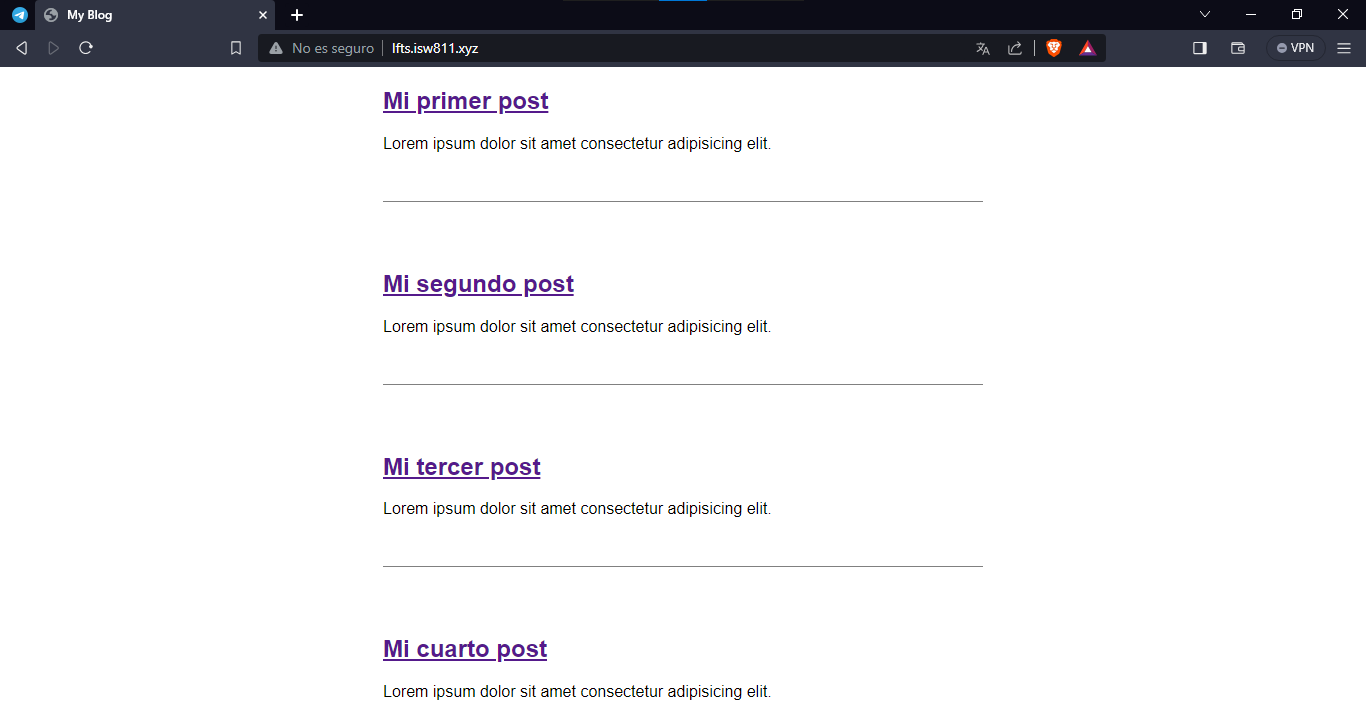 My Blog
No es seguro
lfts.isw811.xyz
VPN
Mi primer post
Lorem ipsum dolor sit amet consectetur adipisicing elit.
Mi segundo post
Lorem ipsum dolor sit amet consectetur adipisicing elit.
Mi tercer post
Lorem ipsum dolor sit amet consectetur adipisicing elit.
Mi cuarto post
Lorem ipsum dolor sit amet consectetur adipisicing elit.